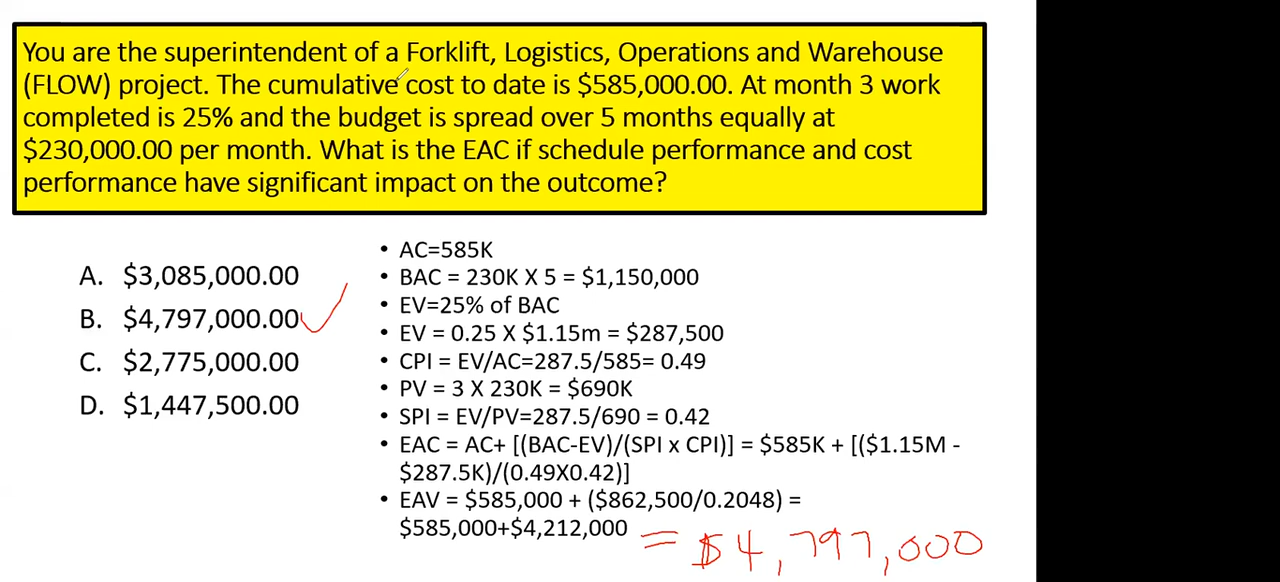 You are the superintendent of a Forklift, Logistics, Operations and Warehouse
(FLOW) project. The cumulative cost to date is $585,000.00. At month 3 work
completed is 25% and the budget is spread over 5 months equally at
$230,000.00 per month. What is the EAC if schedule performance and cost
performance have significant impact on the outcome?
A. $3,085,000.00
B. $4,797,000.00
C. $2,775,000.00
D. $1,447,500.00
• AC=585K
• BAC = 230K X 5 = $1,150,000
• EV=25% of BAC
• EV = 0.25 X $1.15m = $287,500
• CPI = EV/AC=287.5/585= 0.49
• PV = 3 X 230K = $690K
• SPI = EV/PV=287.5/690 = 0.42
• EAC = AC+ [(BAC-EV)/(SPI x CPI)] = $585K + [($1.15M -
$287.5K)/(0.49X0.42)]
• EAV = $585,000 + ($862,500/0.2048) =
$585,000+$4,212,000 = $4,797,000